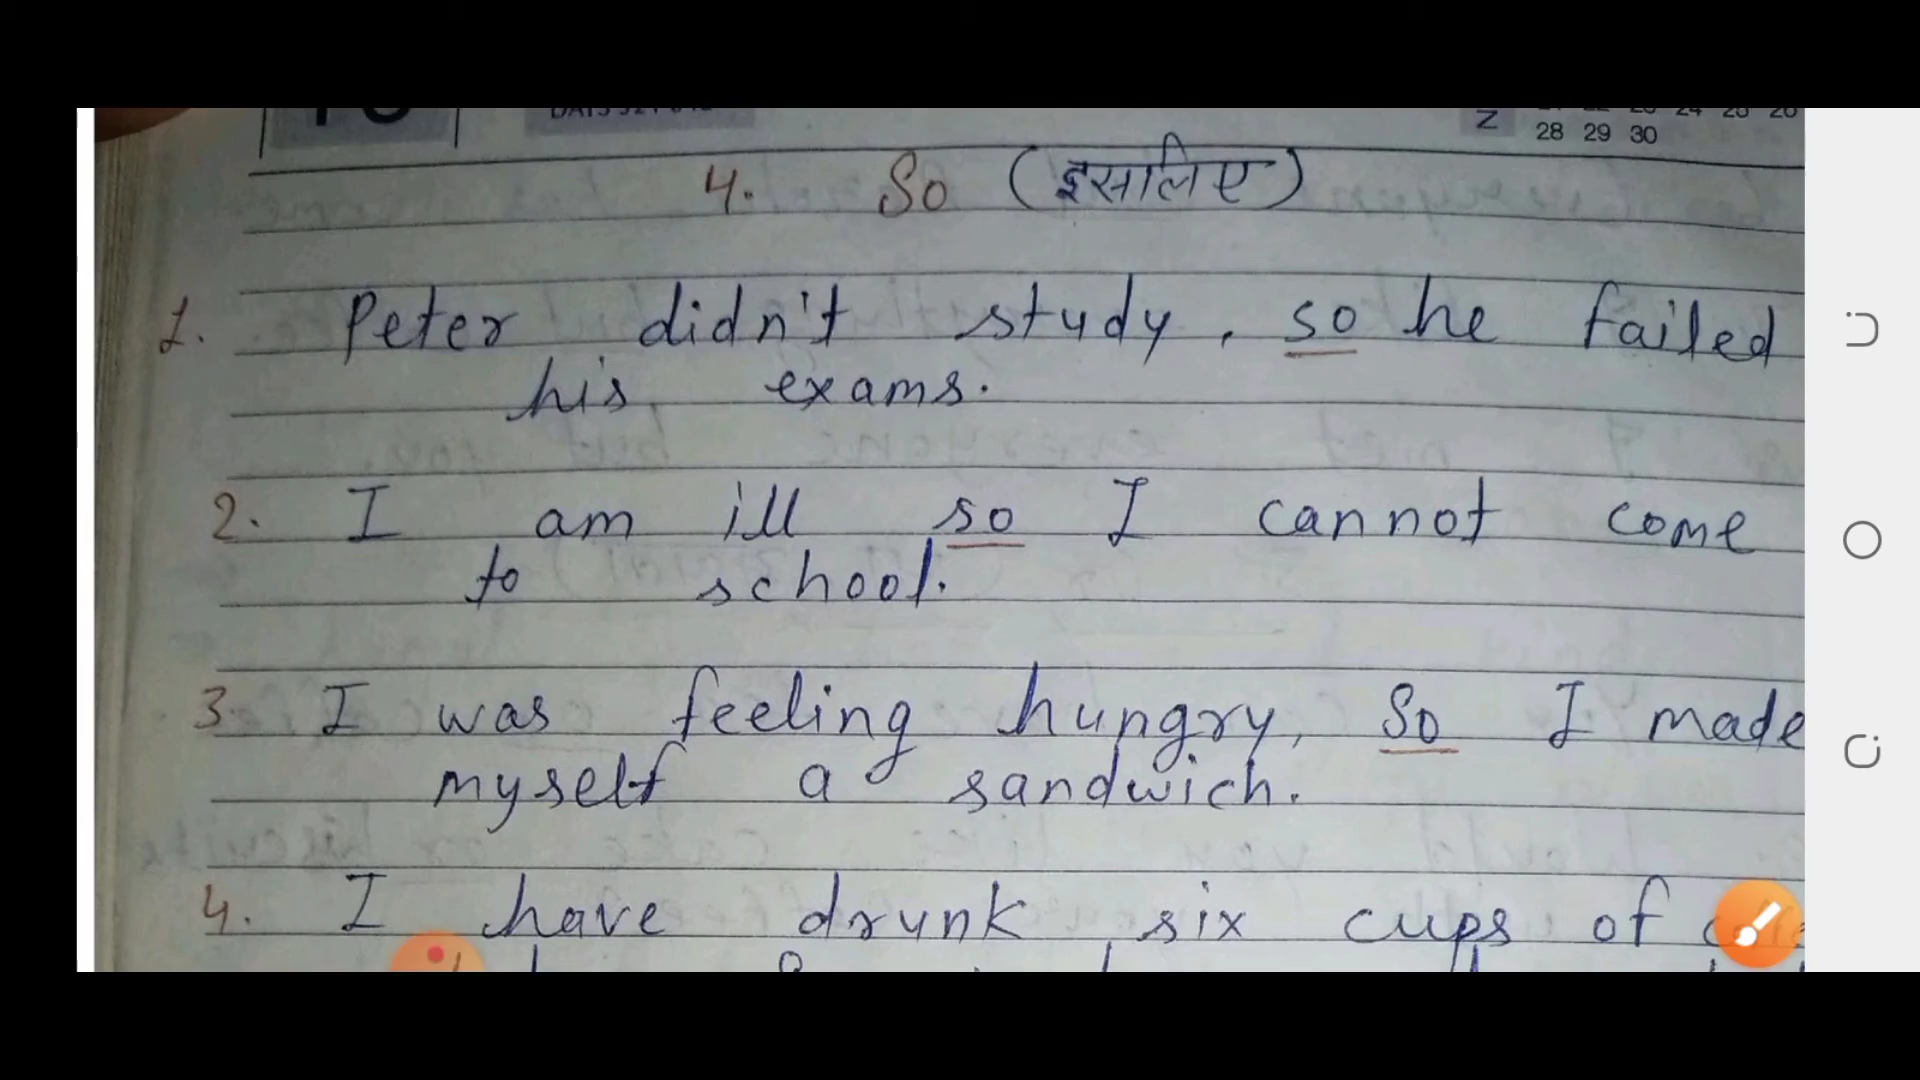 28 29 30
4. So (इसलिए)
1. Peter didn't study, so he failed
his exams.
2. I am ill so I cannot come
to school.
3. I was feeling hungry, So I made
myself a sandwich.
4. I have drunk six cups of